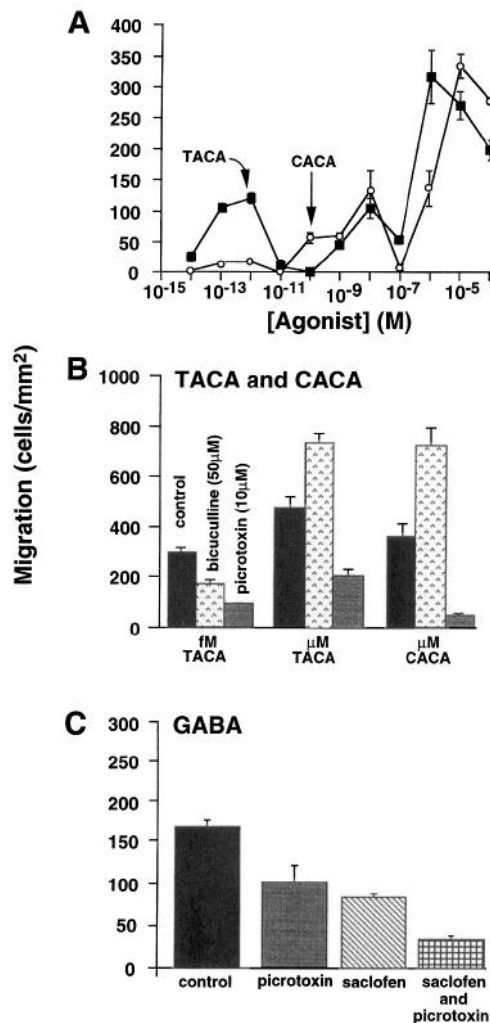 A
400
350
300
250
200
150
100
50
0
TACA
CACA
10-15 10-13 10-11 10-9 10-7 10-5
[Agonist] (M)
Migration (cells/mm2)
B
TACA and CACA
1000
800
600
400
200
0
control
bicuculline (50μM)
picrotoxin (10μM)
fM
TACA
μM
TACA
μM
CACA
C
GABA
300
250
200
150
100
50
0
control
picrotoxin
saclofen
saclofen
and
picrotoxin